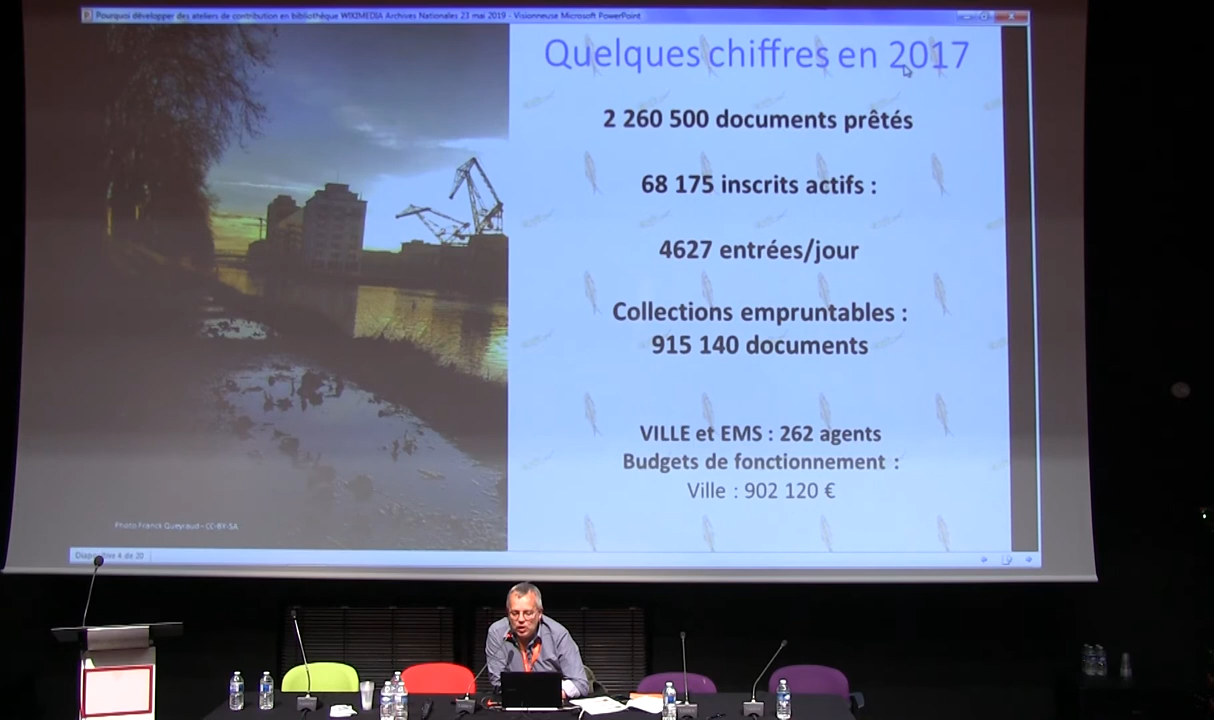 Pourquoi développer des ateliers de contribution en bibliothèque WIKIMEDIA Archives Nationales 23 mai 2019 - Visionneuse Microsoft PowerPoint
Quelques chiffres en 2017
2 260 500 documents prêtés
68 175 inscrits actifs :
4627 entrées/jour
Collections empruntables :
915 140 documents
VILLE et EMS : 262 agents
Budgets de fonctionnement :
Ville : 902 120 €
Photo Franck Queyraud - CC-BY-SA
4 de 20